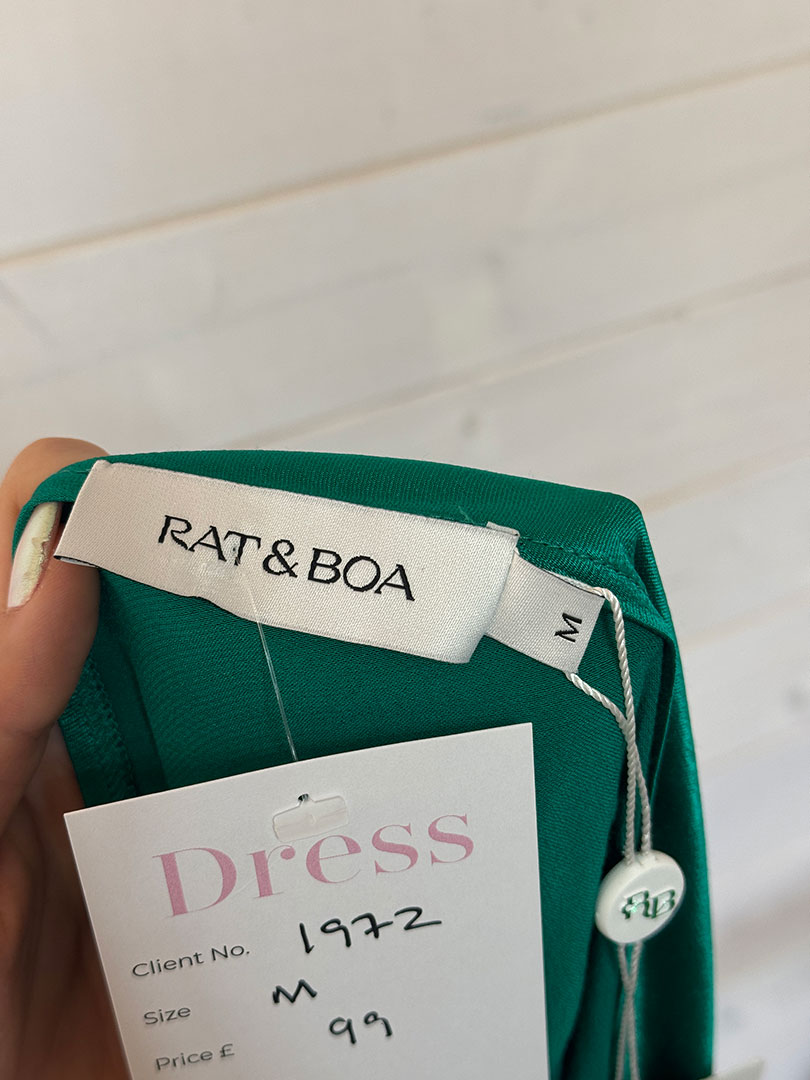 RAT & BOA
M
Dress
Client No. 1972
Size M
Price £ 99
RB